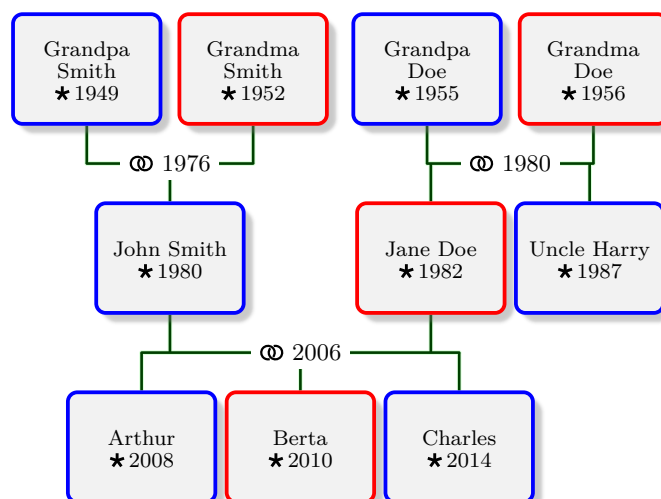 Grandpa
Smith
★ 1949
Grandma
Smith
★ 1952
Grandpa
Doe
★ 1955
Grandma
Doe
★ 1956
⚭ 1976
⚭ 1980
John Smith
★ 1980
Jane Doe
★ 1982
Uncle Harry
★ 1987
⚭ 2006
Arthur
★ 2008
Berta
★ 2010
Charles
★ 2014